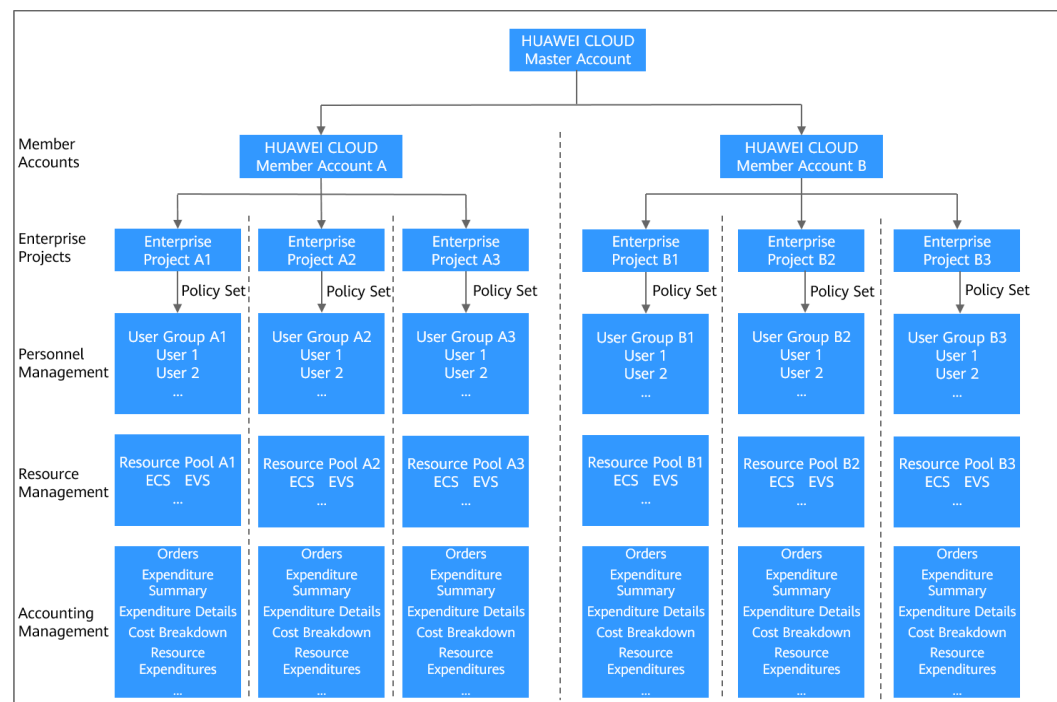 HUAWEI CLOUD
Master Account
Member
Accounts
HUAWEI CLOUD
Member Account A
HUAWEI CLOUD
Member Account B
Enterprise
Projects
Enterprise
Project A1
Enterprise
Project A2
Enterprise
Project A3
Enterprise
Project B1
Enterprise
Project B2
Enterprise
Project B3
Policy Set
Policy Set
Policy Set
Policy Set
Policy Set
Policy Set
Personnel
Management
User Group A1
User 1
User 2
...
User Group A2
User 1
User 2
...
User Group A3
User 1
User 2
...
User Group B1
User 1
User 2
...
User Group B2
User 1
User 2
...
User Group B3
User 1
User 2
...
Resource
Management
Resource Pool A1
ECS EVS
...
Resource Pool A2
ECS EVS
...
Resource Pool A3
ECS EVS
...
Resource Pool B1
ECS EVS
...
Resource Pool B2
ECS EVS
...
Resource Pool B3
ECS EVS
...
Accounting
Management
Orders
Expenditure
Summary
Expenditure Details
Cost Breakdown
Resource
Expenditures
...
Orders
Expenditure
Summary
Expenditure Details
Cost Breakdown
Resource
Expenditures
...
Orders
Expenditure
Summary
Expenditure Details
Cost Breakdown
Resource
Expenditures
...
Orders
Expenditure
Summary
Expenditure Details
Cost Breakdown
Resource
Expenditures
...
Orders
Expenditure
Summary
Expenditure Details
Cost Breakdown
Resource
Expenditures
...
Orders
Expenditure
Summary
Expenditure Details
Cost Breakdown
Resource
Expenditures
...